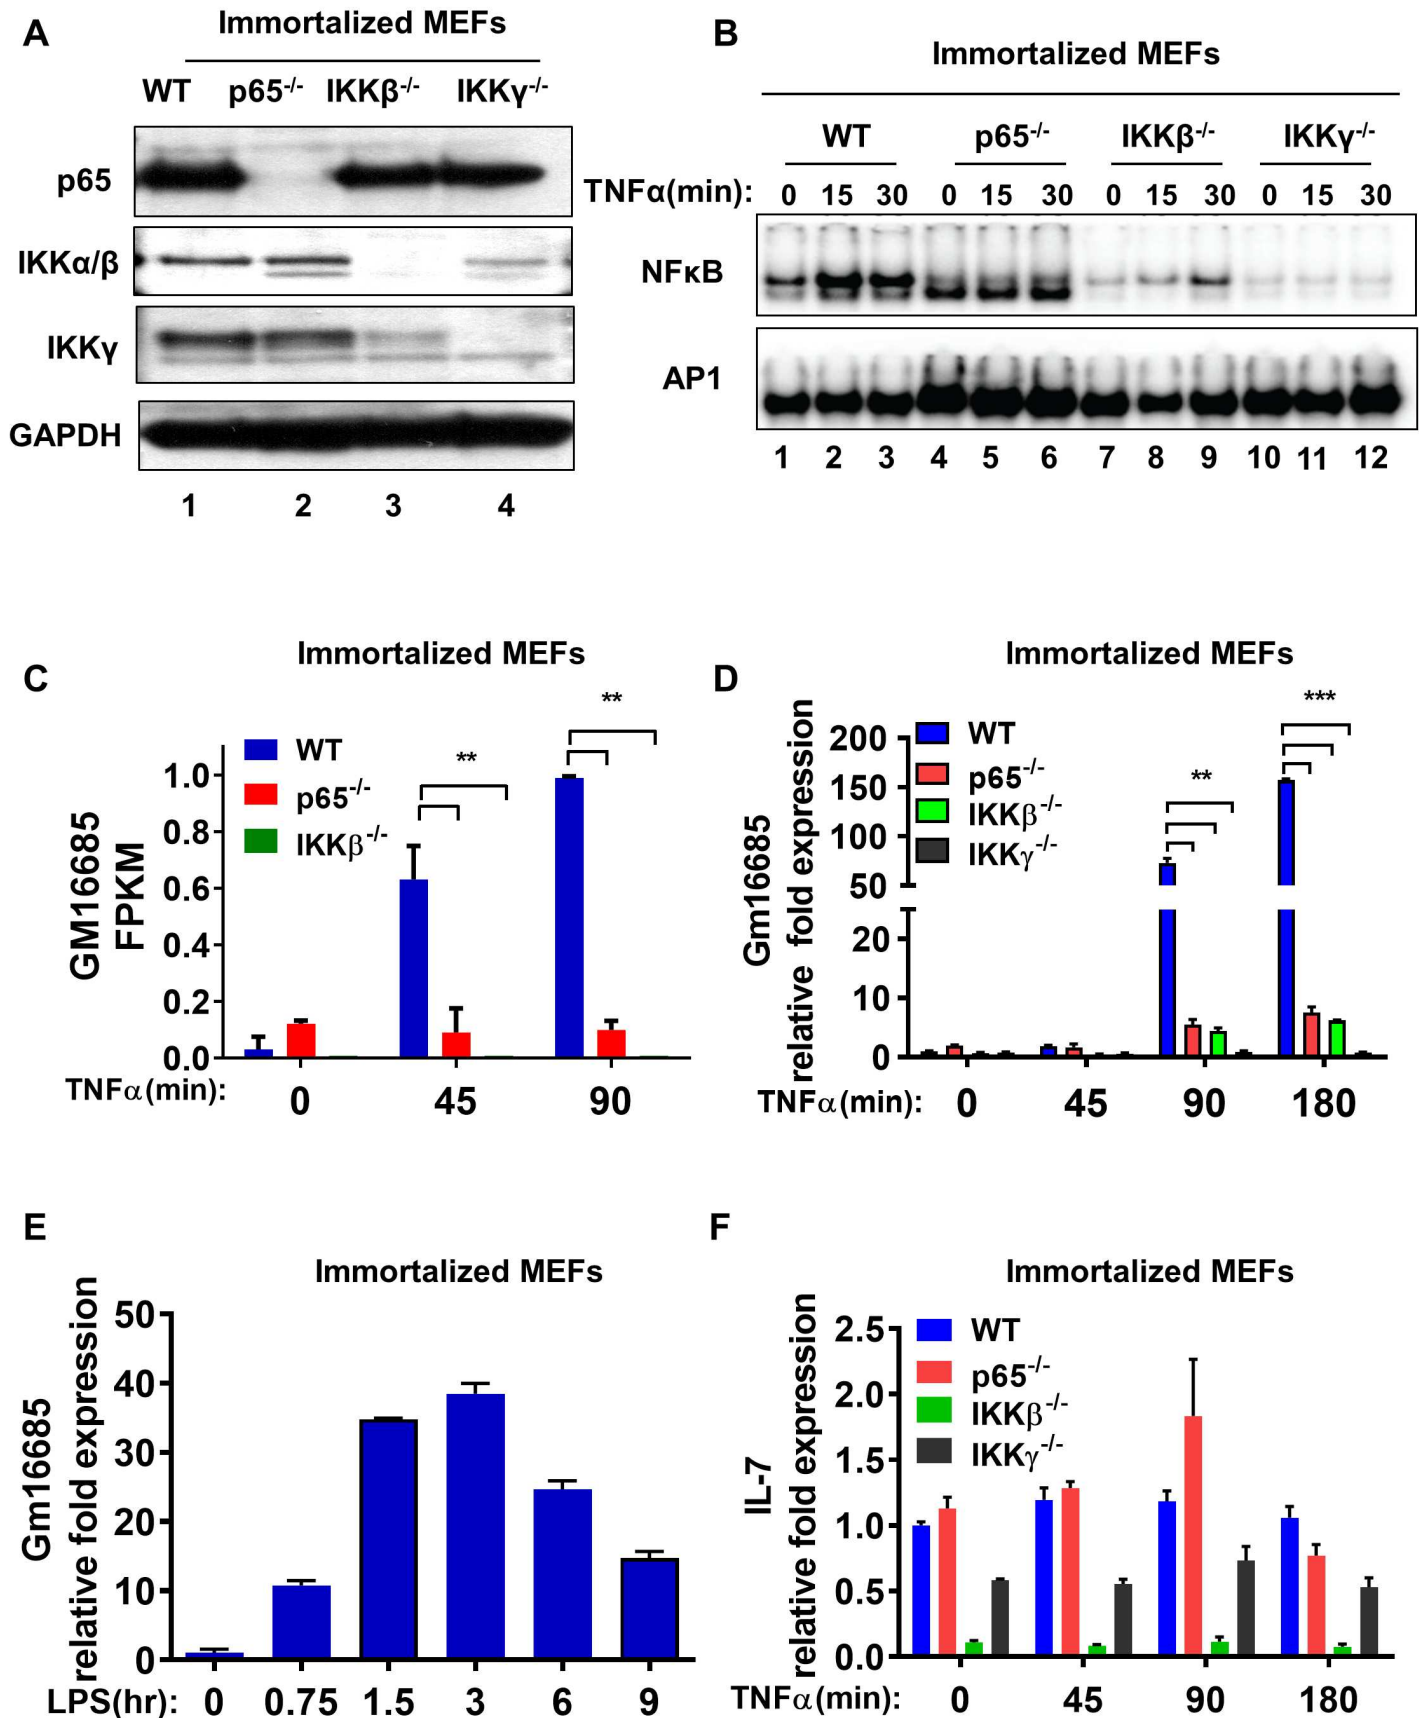 A
Immortalized MEFs
WT p65-/- IKKβ-/- IKKγ-/-
p65
IKKα/β
IKKγ
GAPDH
1 2 3 4
B
Immortalized MEFs
WT p65-/- IKKβ-/- IKKγ-/-
TNFα(min): 0 15 30 0 15 30 0 15 30 0 15 30
NFκB
AP1
1 2 3 4 5 6 7 8 9 10 11 12
C
Immortalized MEFs
GM16685
FPKM
WT
p65-/-
IKKβ-/-
**
**
1.0
0.8
0.6
0.4
0.2
0.0
TNFα(min): 0 45 90
D
Immortalized MEFs
Gm16685
relative fold expression
WT
p65-/-
IKKβ-/-
IKKγ-/-
**
***
200
150
100
50
20
10
0
TNFα(min): 0 45 90 180
E
Immortalized MEFs
Gm16685
relative fold expression
50
40
30
20
10
0
LPS(hr): 0 0.75 1.5 3 6 9
F
Immortalized MEFs
IL-7
relative fold expression
WT
p65-/-
IKKβ-/-
IKKγ-/-
2.5
2.0
1.5
1.0
0.5
0.0
TNFα(min): 0 45 90 180